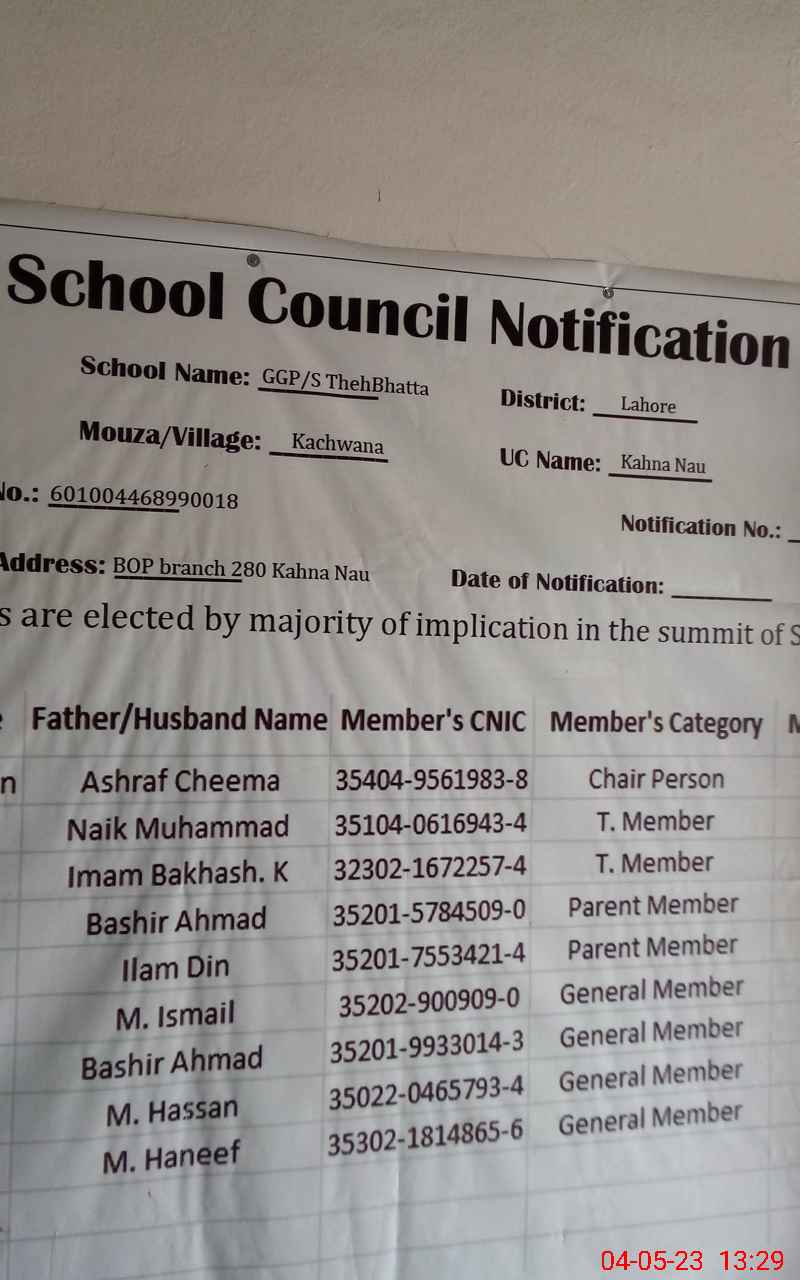 School Council Notification
School Name: GGP/S ThehBhatta District: Lahore
Mouza/Village: Kachwana UC Name: Kahna Nau
No.: 601004468990018
Notification No.:
Address: BOP branch 280 Kahna Nau Date of Notification:
s are elected by majority of implication in the summit of S
e Father/Husband Name Member's CNIC Member's Category M
n Ashraf Cheema 35404-9561983-8 Chair Person
Naik Muhammad 35104-0616943-4 T. Member
Imam Bakhash. K 32302-1672257-4 T. Member
Bashir Ahmad 35201-5784509-0 Parent Member
Ilam Din 35201-7553421-4 Parent Member
M. Ismail 35202-900909-0 General Member
Bashir Ahmad 35201-9933014-3 General Member
M. Hassan 35022-0465793-4 General Member
M. Haneef 35302-1814865-6 General Member
04-05-23 13:29